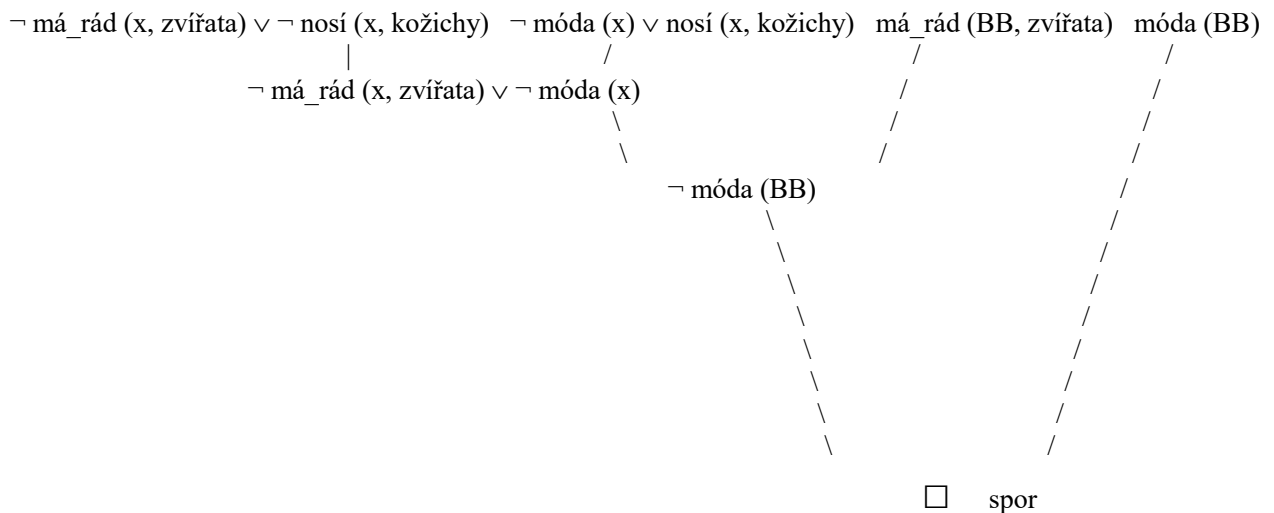 ¬ má_rád (x, zvířata) ∨ ¬ nosí (x, kožichy) ¬ móda (x) ∨ nosí (x, kožichy) má_rád (BB, zvířata) móda (BB)
¬ má_rád (x, zvířata) ∨ ¬ móda (x)
¬ móda (BB)
□ spor